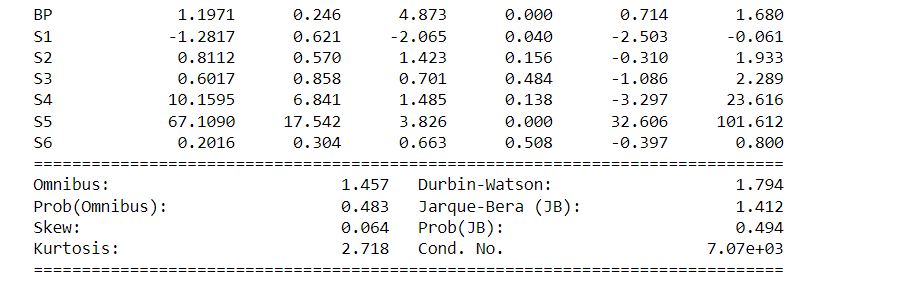 BP 1.1971 0.246 4.873 0.000 0.714 1.680
S1 -1.2817 0.621 -2.065 0.040 -2.503 -0.061
S2 0.8112 0.570 1.423 0.156 -0.310 1.933
S3 0.6017 0.858 0.701 0.484 -1.086 2.289
S4 10.1595 6.841 1.485 0.138 -3.297 23.616
S5 67.1090 17.542 3.826 0.000 32.606 101.612
S6 0.2016 0.304 0.663 0.508 -0.397 0.800
==============================================================================
Omnibus: 1.457 Durbin-Watson: 1.794
Prob(Omnibus): 0.483 Jarque-Bera (JB): 1.412
Skew: 0.064 Prob(JB): 0.494
Kurtosis: 2.718 Cond. No. 7.07e+03
==============================================================================